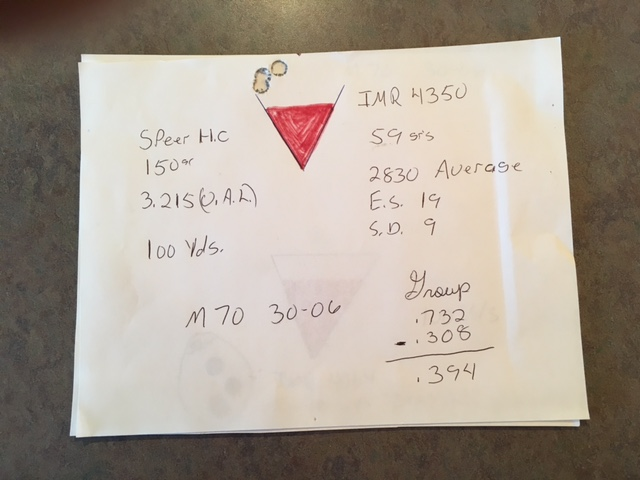 IMR 4350
SPeer H.C
59 grs
150gr
2830 Average
3.215(O.A.L)
E.s. 19
S.D. 9
100 Yds.
Group
.732
M70 30-06
- .308
.394